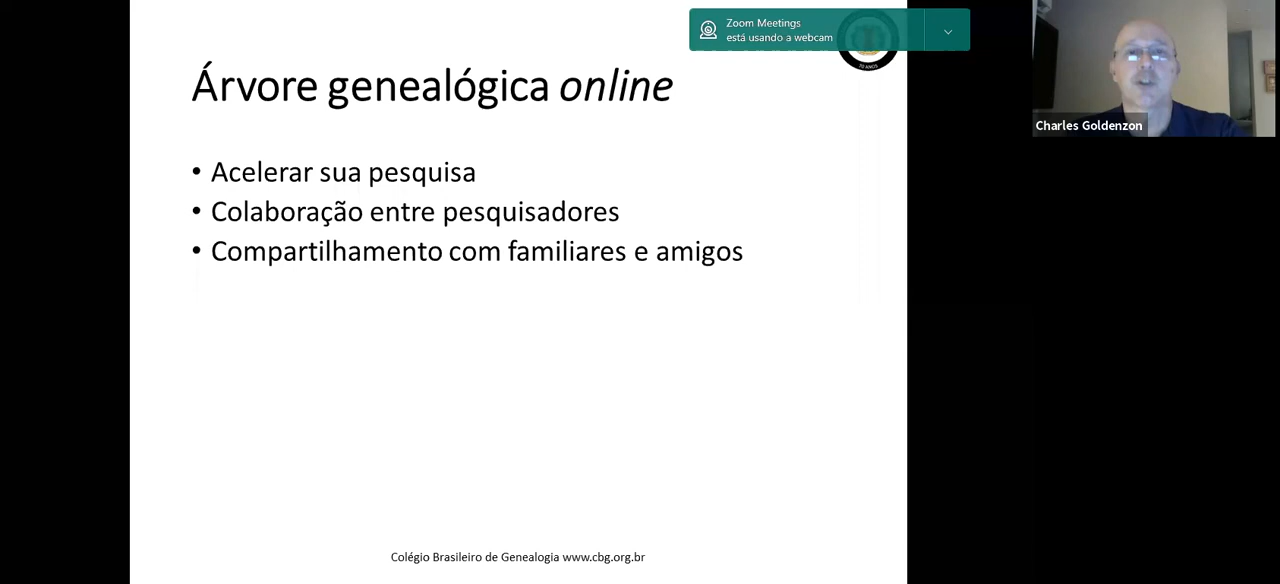 Zoom Meetings
está usando a webcam
Árvore genealógica online
• Acelerar sua pesquisa
• Colaboração entre pesquisadores
• Compartilhamento com familiares e amigos
Colégio Brasileiro de Genealogia www.cbg.org.br
Charles Goldenzon